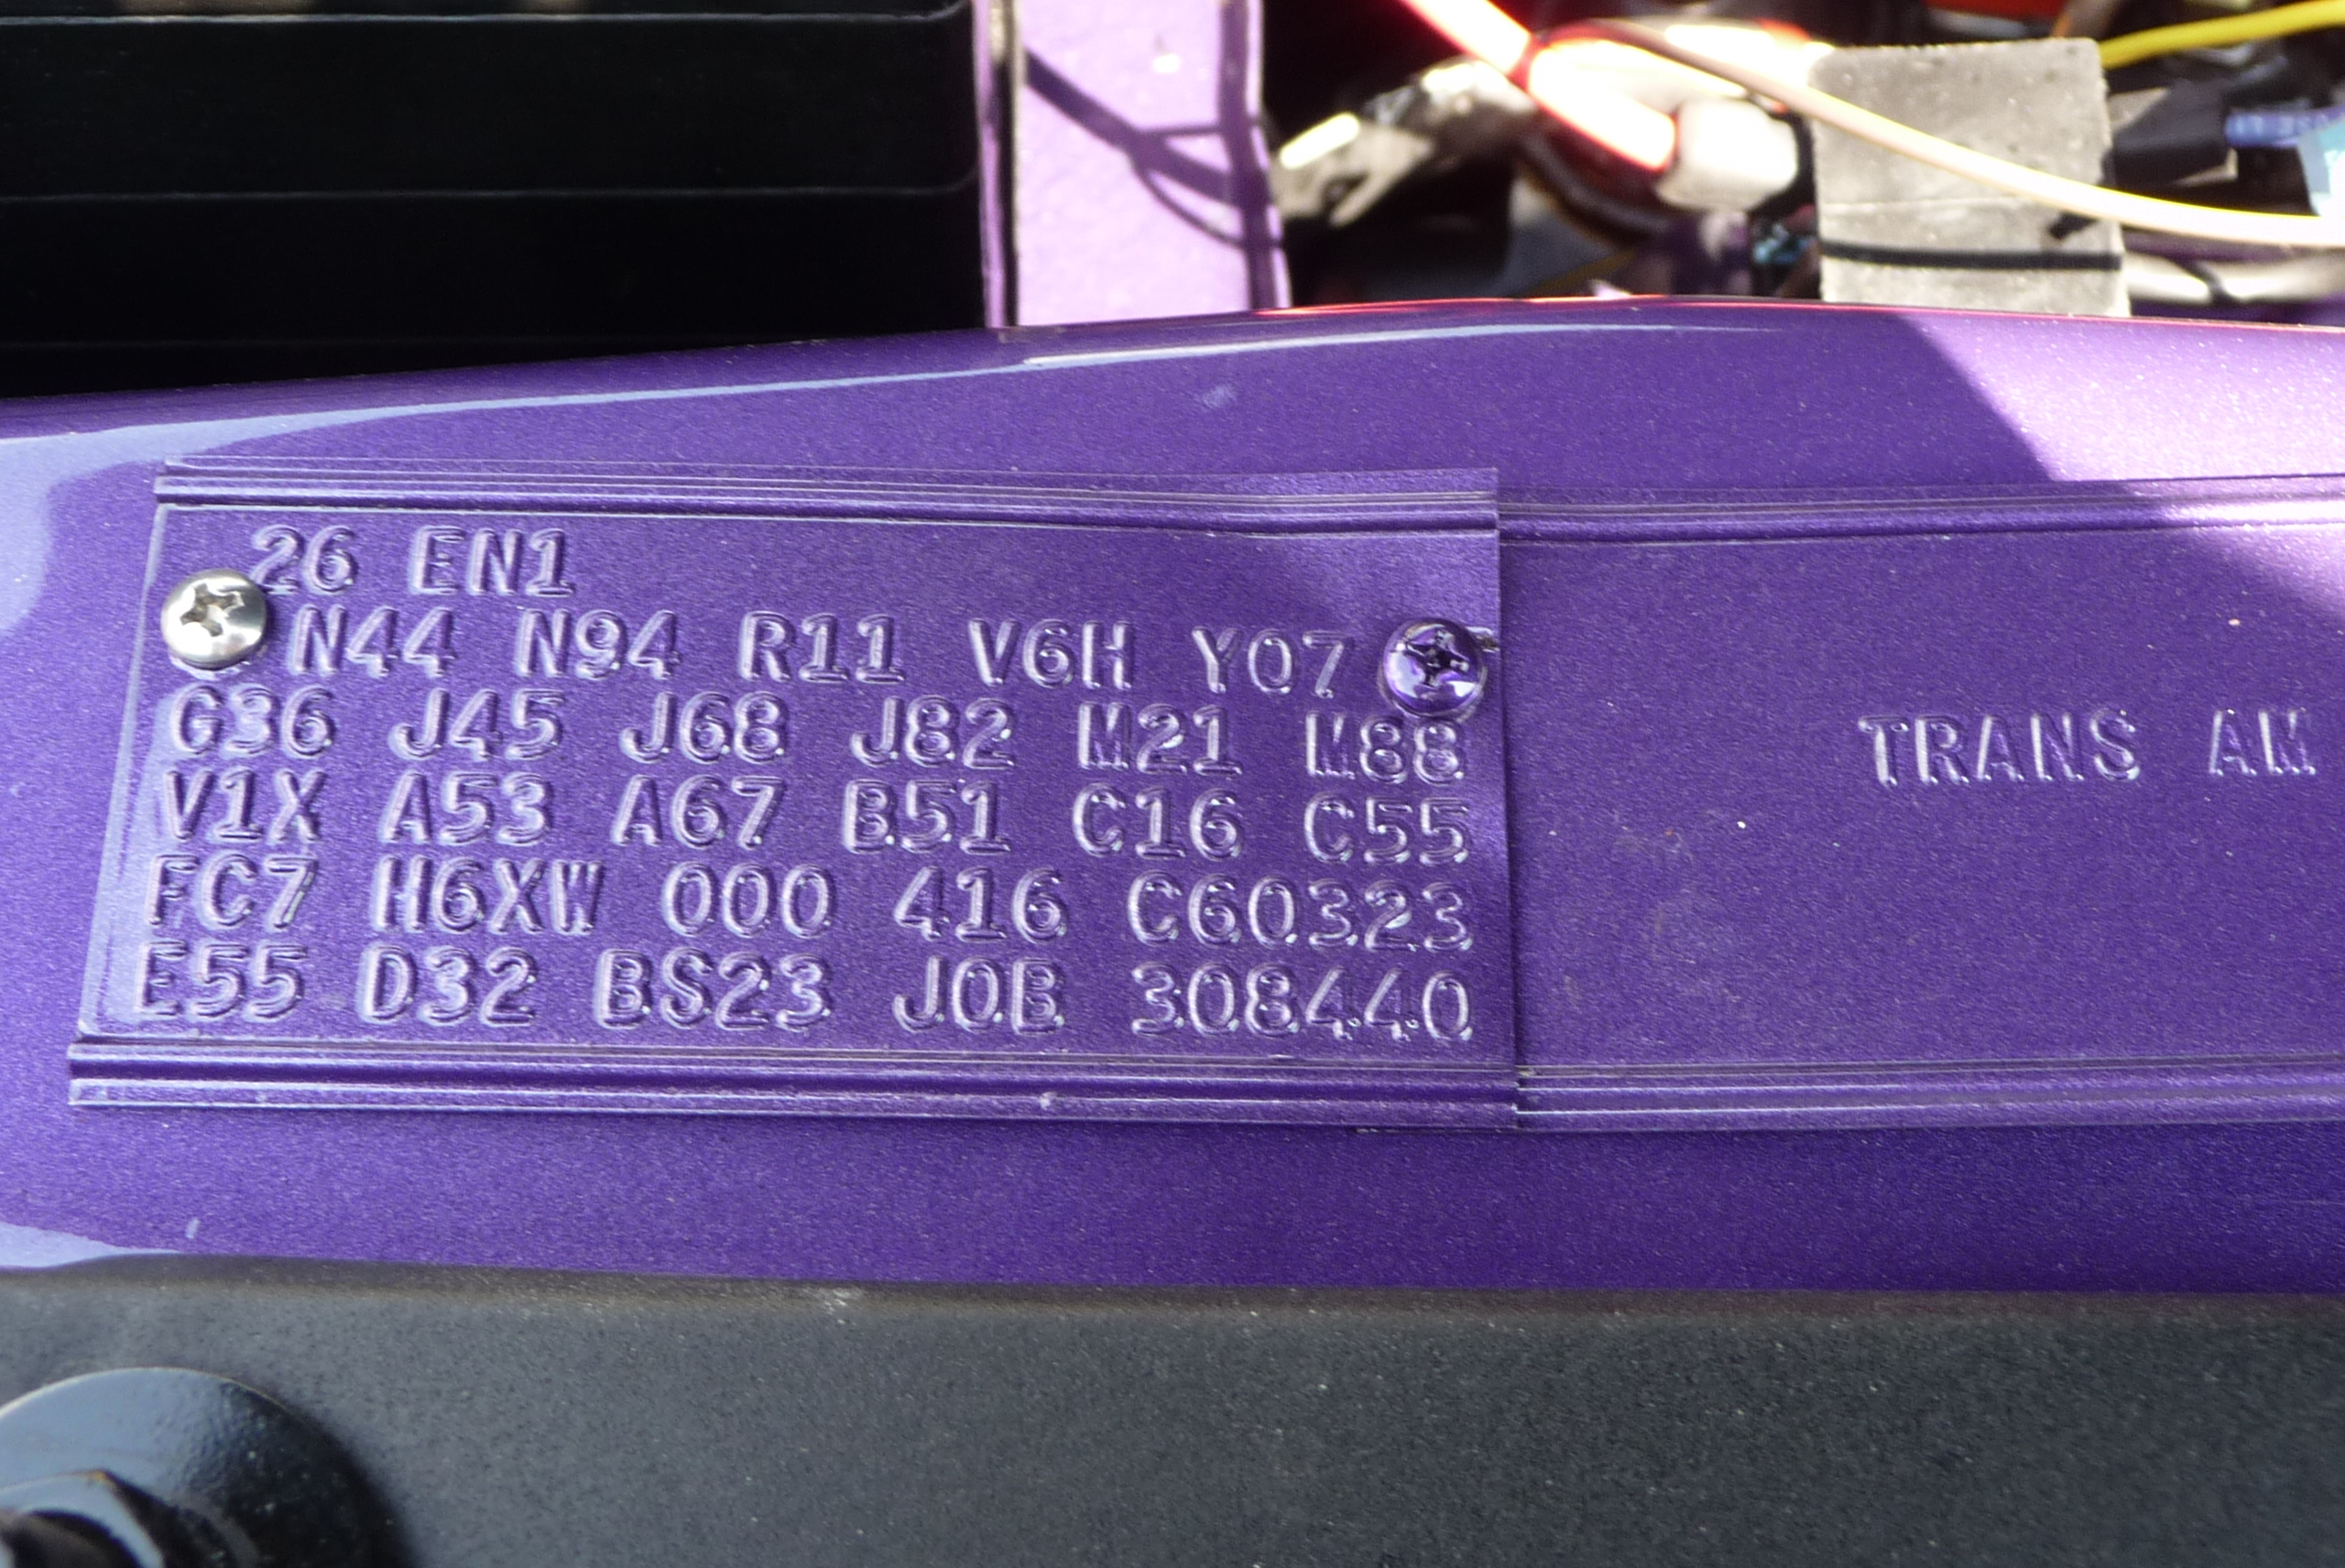 26 EN1
N44 N94 R11 V6H Y07
G36 J45 J68 J82 M21 M88
V1X A53 A67 B51 C16 C55
FC7 H6XW 000 416 C60323
E55 D32 BS23 JOB 308440
TRANS AM